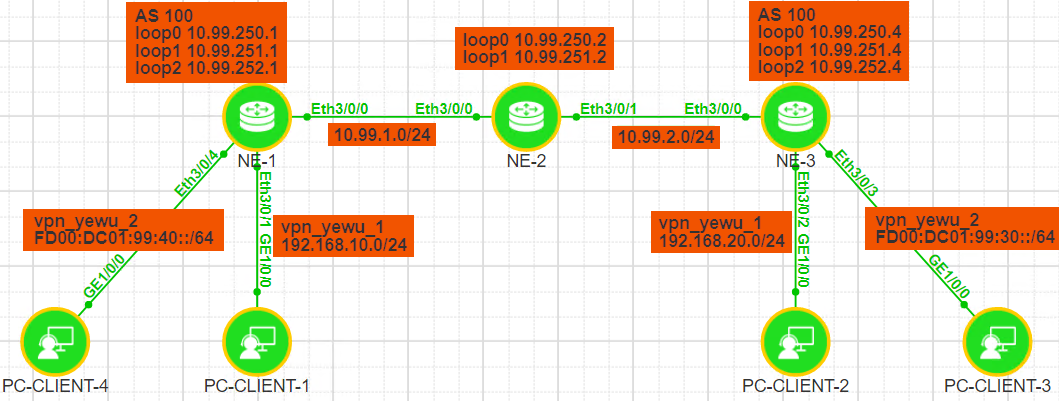 AS 100
loop0 10.99.250.1
loop1 10.99.251.1
loop2 10.99.252.1
loop0 10.99.250.2
loop1 10.99.251.2
AS 100
loop0 10.99.250.4
loop1 10.99.251.4
loop2 10.99.252.4
Eth3/0/0
Eth3/0/0
Eth3/0/1
Eth3/0/0
10.99.1.0/24
10.99.2.0/24
NE-1
NE-2
NE-3
Eth3/0/4
Eth3/0/1
Eth3/0/2
Eth3/0/3
vpn_yewu_2
FD00:DC01:99:40::/64
vpn_yewu_1
192.168.10.0/24
vpn_yewu_1
192.168.20.0/24
vpn_yewu_2
FD00:DC01:99:30::/64
GE1/0/0
GE1/0/0
GE1/0/0
GE1/0/0
PC-CLIENT-4
PC-CLIENT-1
PC-CLIENT-2
PC-CLIENT-3